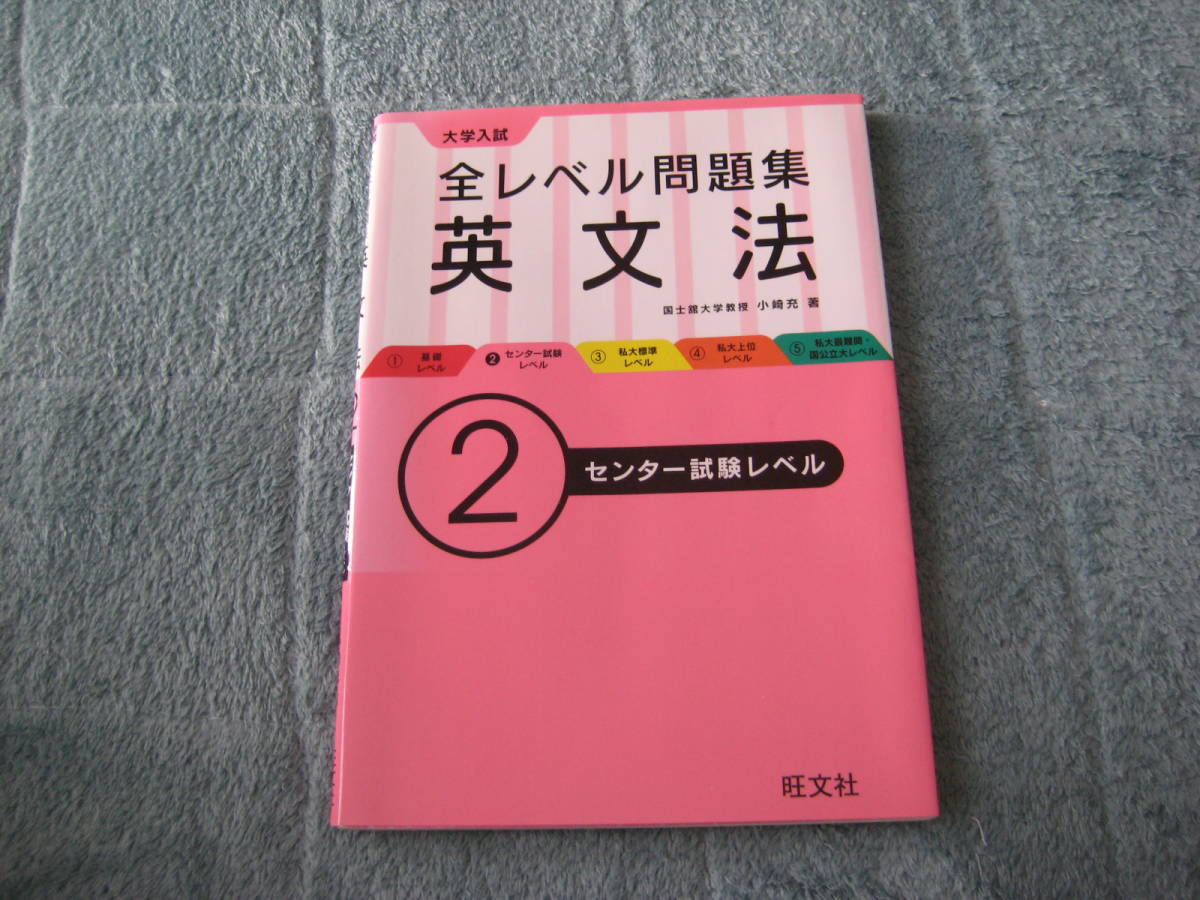 大学入試
全レベル問題集
英文法
国士舘大学教授 小崎充 著
① 基礎
レベル
❷ センター試験
レベル
③ 私大標準
レベル
④ 私大上位
レベル
⑤ 私大最難関・
国公立大レベル
2 センター試験レベル
旺文社